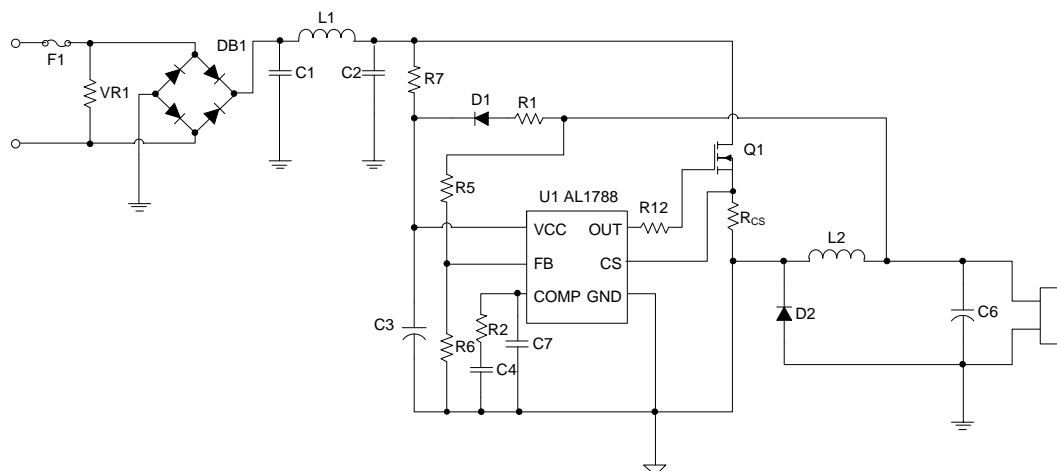 L1
DB1
F1
C1
C2
R7
VR1
D1
R1
Q1
R5
U1 AL1788
R12
RCS
VCC
OUT
L2
FB
CS
COMP
GND
D2
C6
C3
R2
R6
C7
C4